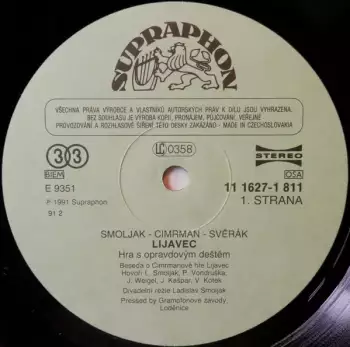 SUPRAPHON
VŠECHNA PRÁVA VÝROBCE A VLASTNÍKŮ AUTORSKÝCH PRÁV K DÍLU JSOU VYHRAZENA.
BEZ SOUHLASU JE VÝROBA KOPIÍ, PRONÁJEM, PŮJČOVÁNÍ, VEŘEJNÉ
PROVOZOVÁNÍ A ROZHLASOVÉ ŠÍŘENÍ TÉTO DESKY ZAKÁZÁNO - MADE IN CZECHOSLOVAKIA
33
BIEM
LC 0358
STEREO
OSA
E 9351
11 1627-1 811
℗ 1991 Supraphon
1. STRANA
91 2
SMOLJAK - CIMRMAN - SVĚRÁK
LIJAVEC
Hra s opravdovým deštěm
Beseda o Cimrmanově hře Lijavec
Hovoří L. Smoljak, P. Vondruška,
J. Weigel, J. Kašpar, V. Kotek
Divadelní režie Ladislav Smoljak
Pressed by Gramofonové závody,
Loděnice